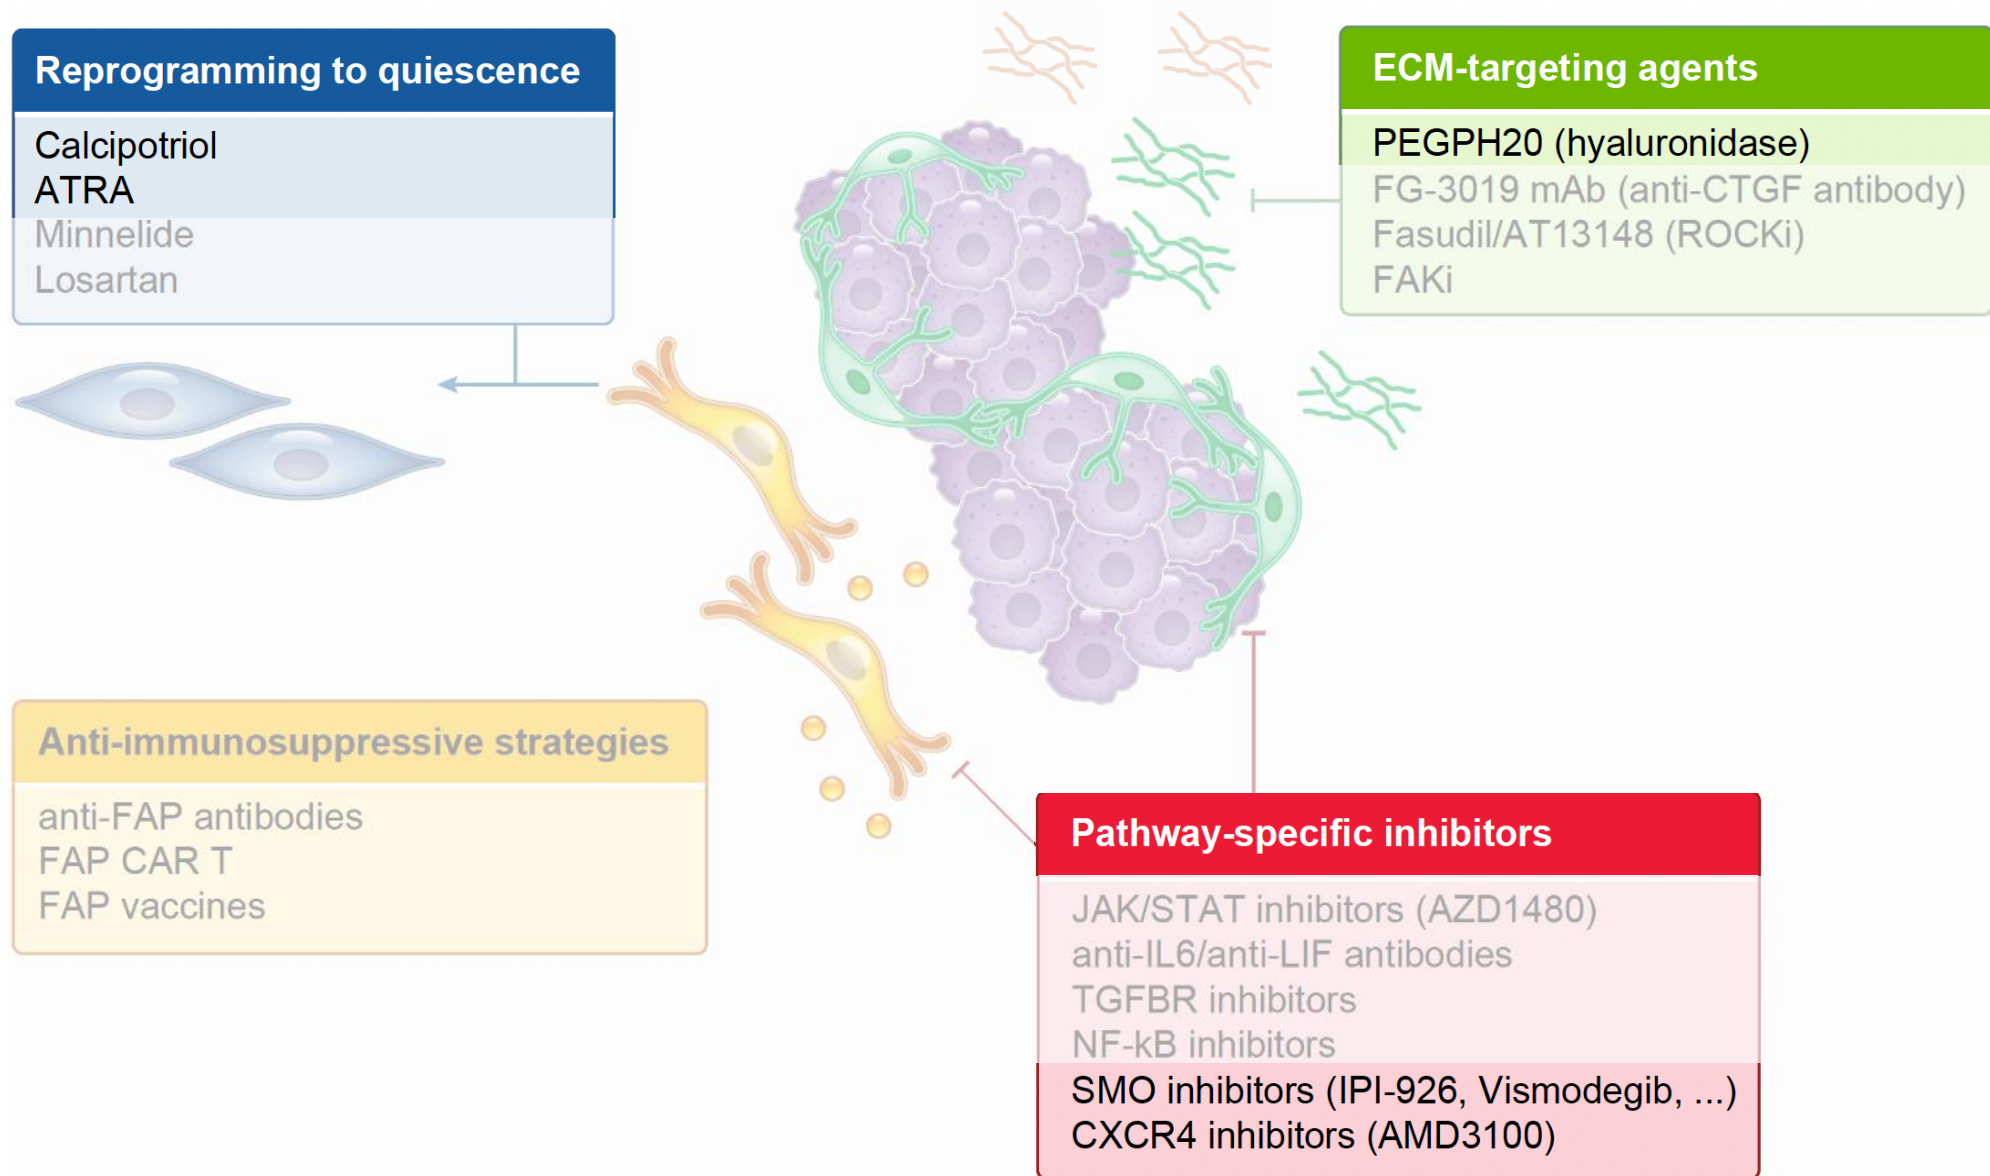 Reprogramming to quiescence
Calcipotriol
ATRA
Minnelide
Losartan
ECM-targeting agents
PEGPH20 (hyaluronidase)
FG-3019 mAb (anti-CTGF antibody)
Fasudil/AT13148 (ROCKi)
FAKi
Anti-immunosuppressive strategies
anti-FAP antibodies
FAP CAR T
FAP vaccines
Pathway-specific inhibitors
JAK/STAT inhibitors (AZD1480)
anti-IL6/anti-LIF antibodies
TGFBR inhibitors
NF-kB inhibitors
SMO inhibitors (IPI-926, Vismodegib, ...)
CXCR4 inhibitors (AMD3100)